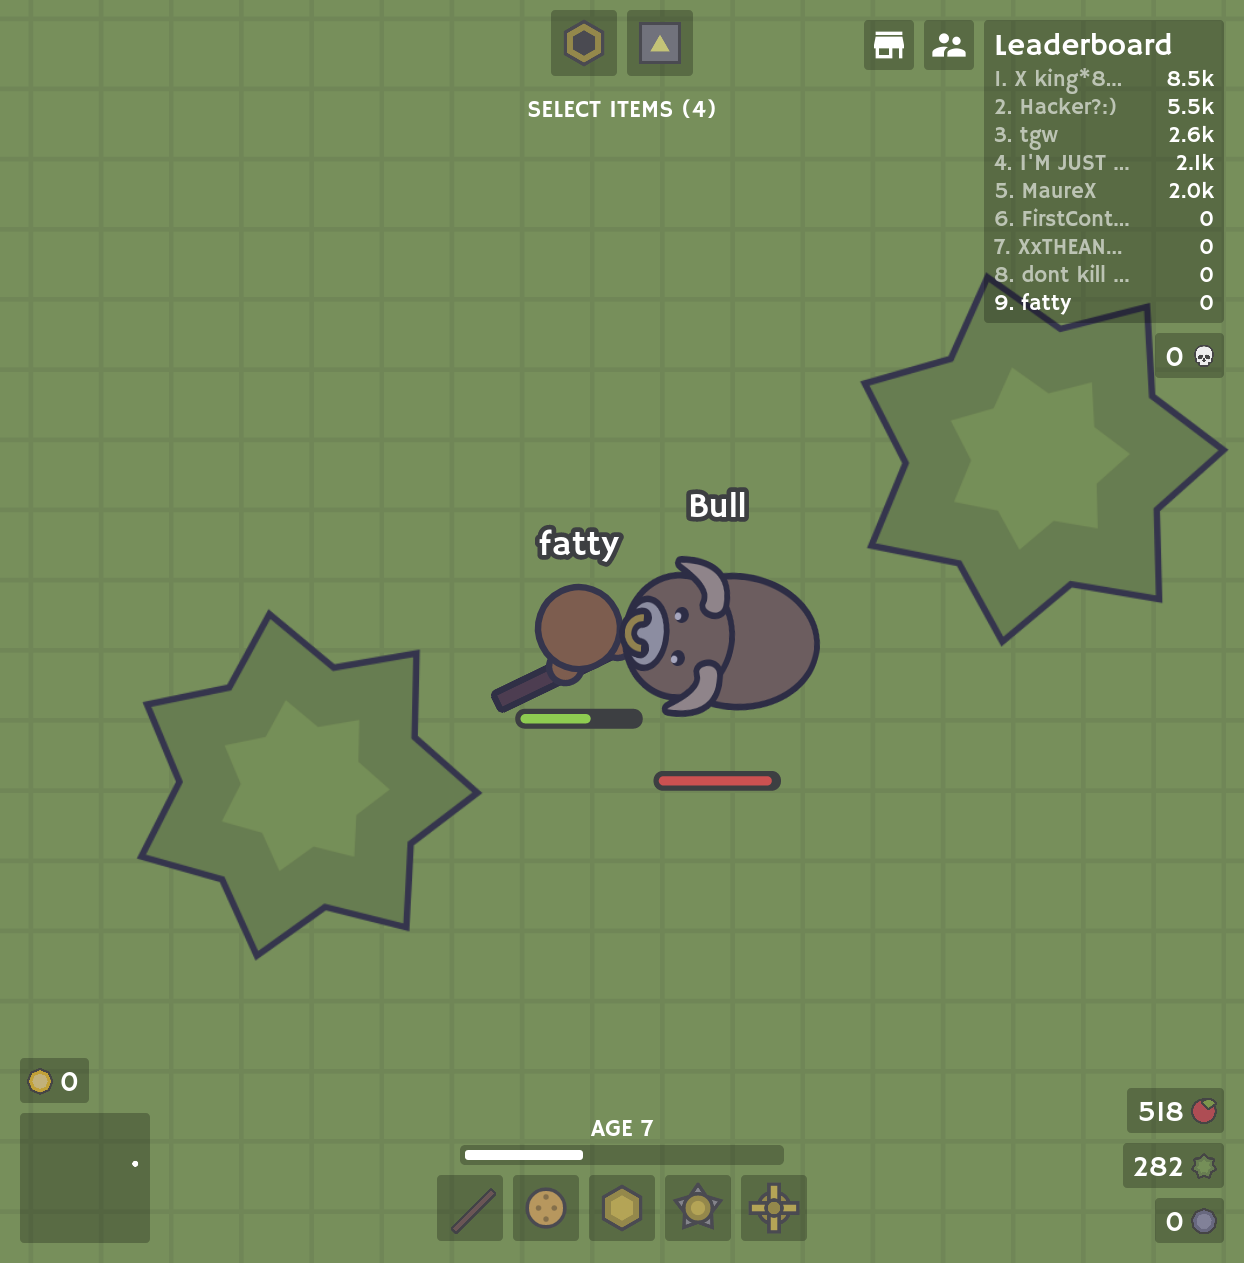 SELECT ITEMS (4)
Leaderboard
1. X king*8... 8.5k
2. Hacker?:) 5.5k
3. tgw 2.6k
4. I'M JUST ... 2.1k
5. MaureX 2.0k
6. FirstCont... 0
7. XxTHEAN... 0
8. dont kill ... 0
9. fatty 0
0
Bull
fatty
0
AGE 7
518
282
0